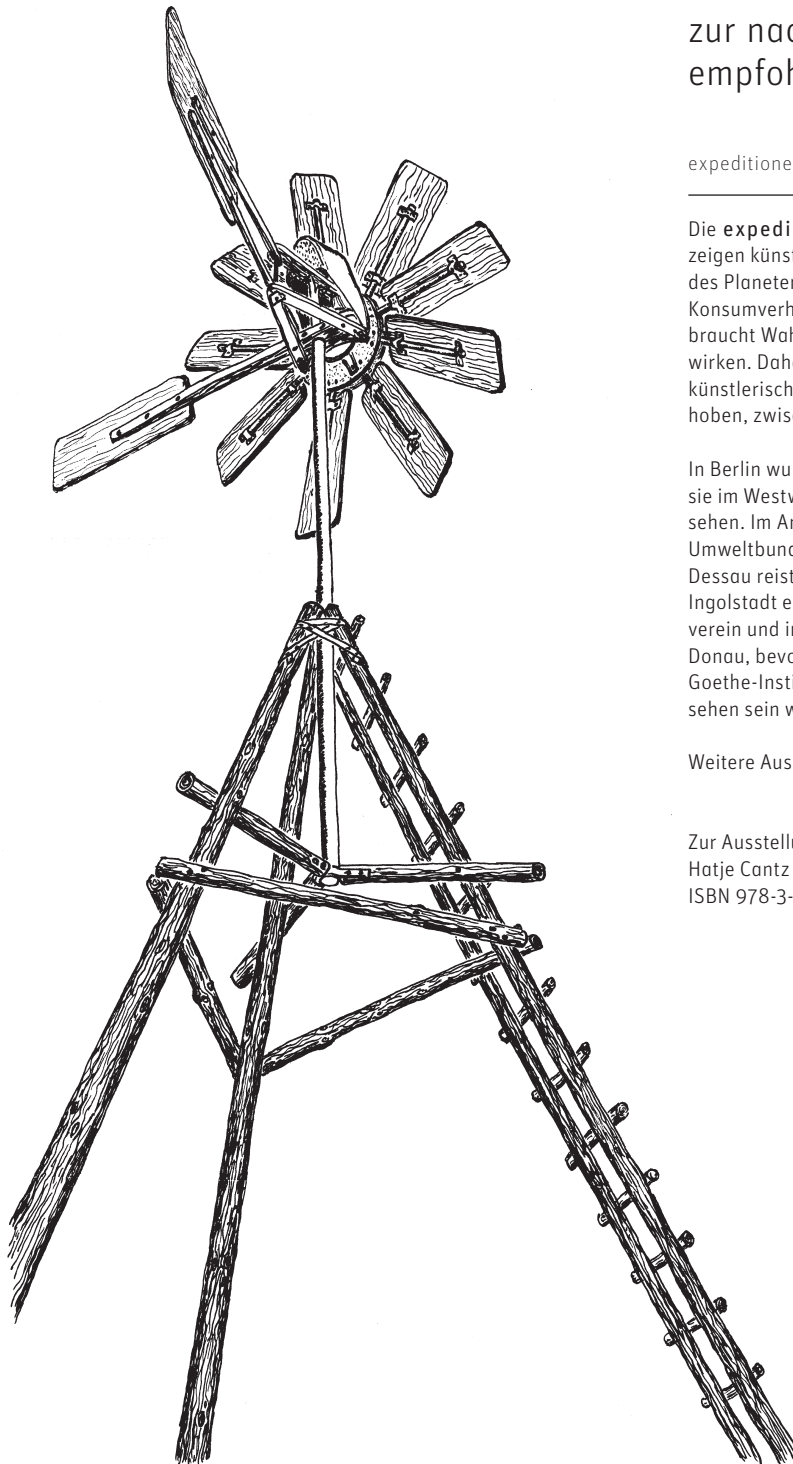 zur nac
empfoh
expeditione
Die expedi
zeigen künst
des Planeter
Konsumverh
braucht Wah
wirken. Dahe
künstlerisch
hoben, zwisc
In Berlin wu
sie im Westw
sehen. Im Ar
Umweltbund
Dessau reist
Ingolstadt e
verein und in
Donau, bevo
Goethe-Insti
sehen sein w
Weitere Aus
Zur Ausstellu
Hatje Cantz
ISBN 978-3-